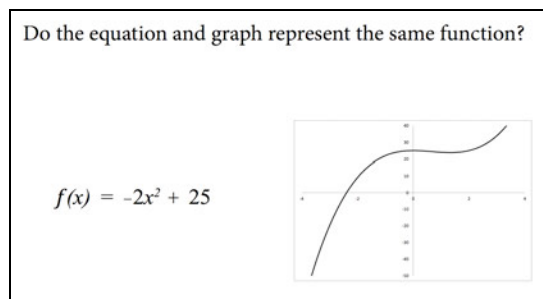 Do the equation and graph represent the same function?
f(x) = -2x² + 25